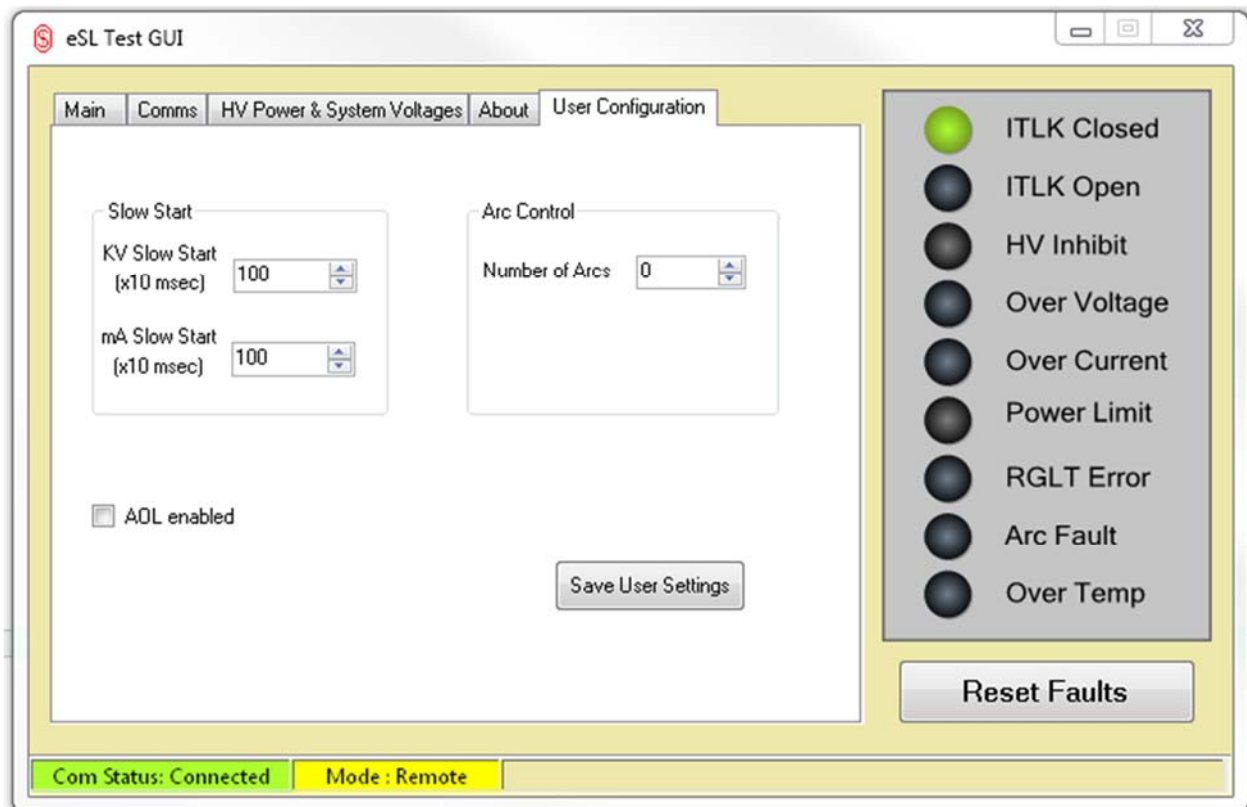 eSL Test GUI
Main
Comms
HV Power & System Voltages
About
User Configuration
Slow Start
KV Slow Start
(x10 msec)
100
mA Slow Start
(x10 msec)
100
Arc Control
Number of Arcs
0
AOL enabled
Save User Settings
ITLK Closed
ITLK Open
HV Inhibit
Over Voltage
Over Current
Power Limit
RGLT Error
Arc Fault
Over Temp
Reset Faults
Com Status: Connected
Mode : Remote